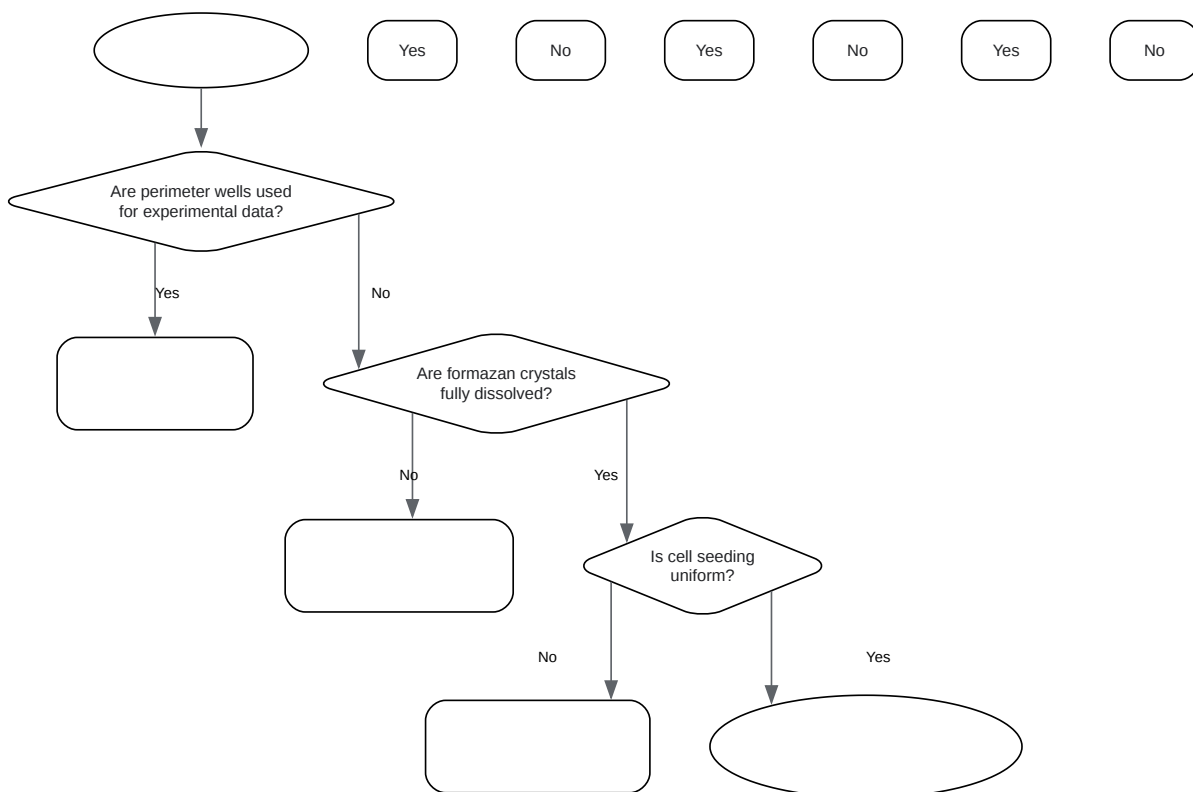 Yes
No
Yes
No
Yes
No
Are perimeter wells used
for experimental data?
Yes
No
Are formazan crystals
fully dissolved?
No
Yes
Is cell seeding
uniform?
No
Yes